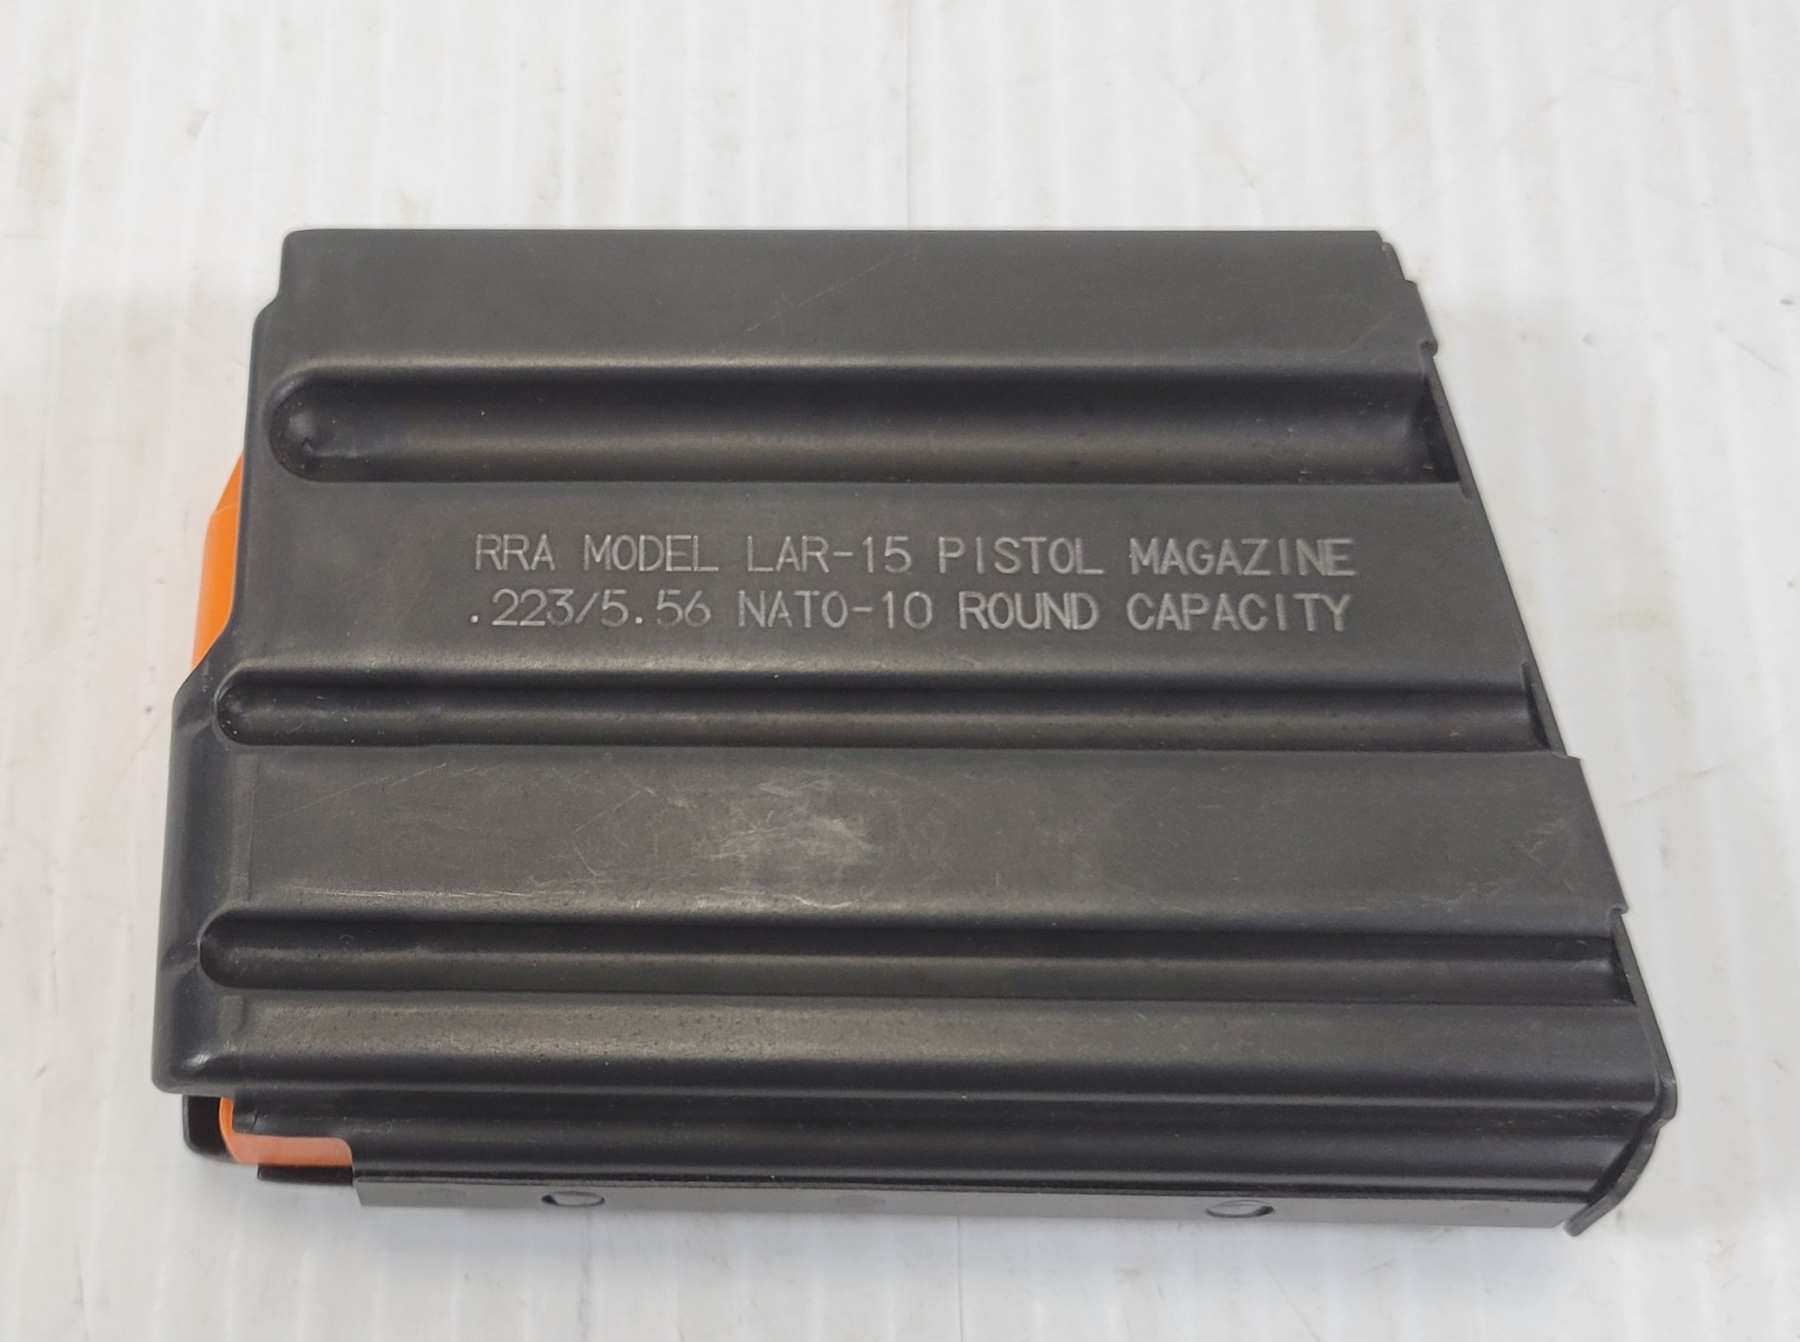 RRA MODEL LAR-15 PISTOL MAGAZINE
.223/5.56 NATO-10 ROUND CAPACITY